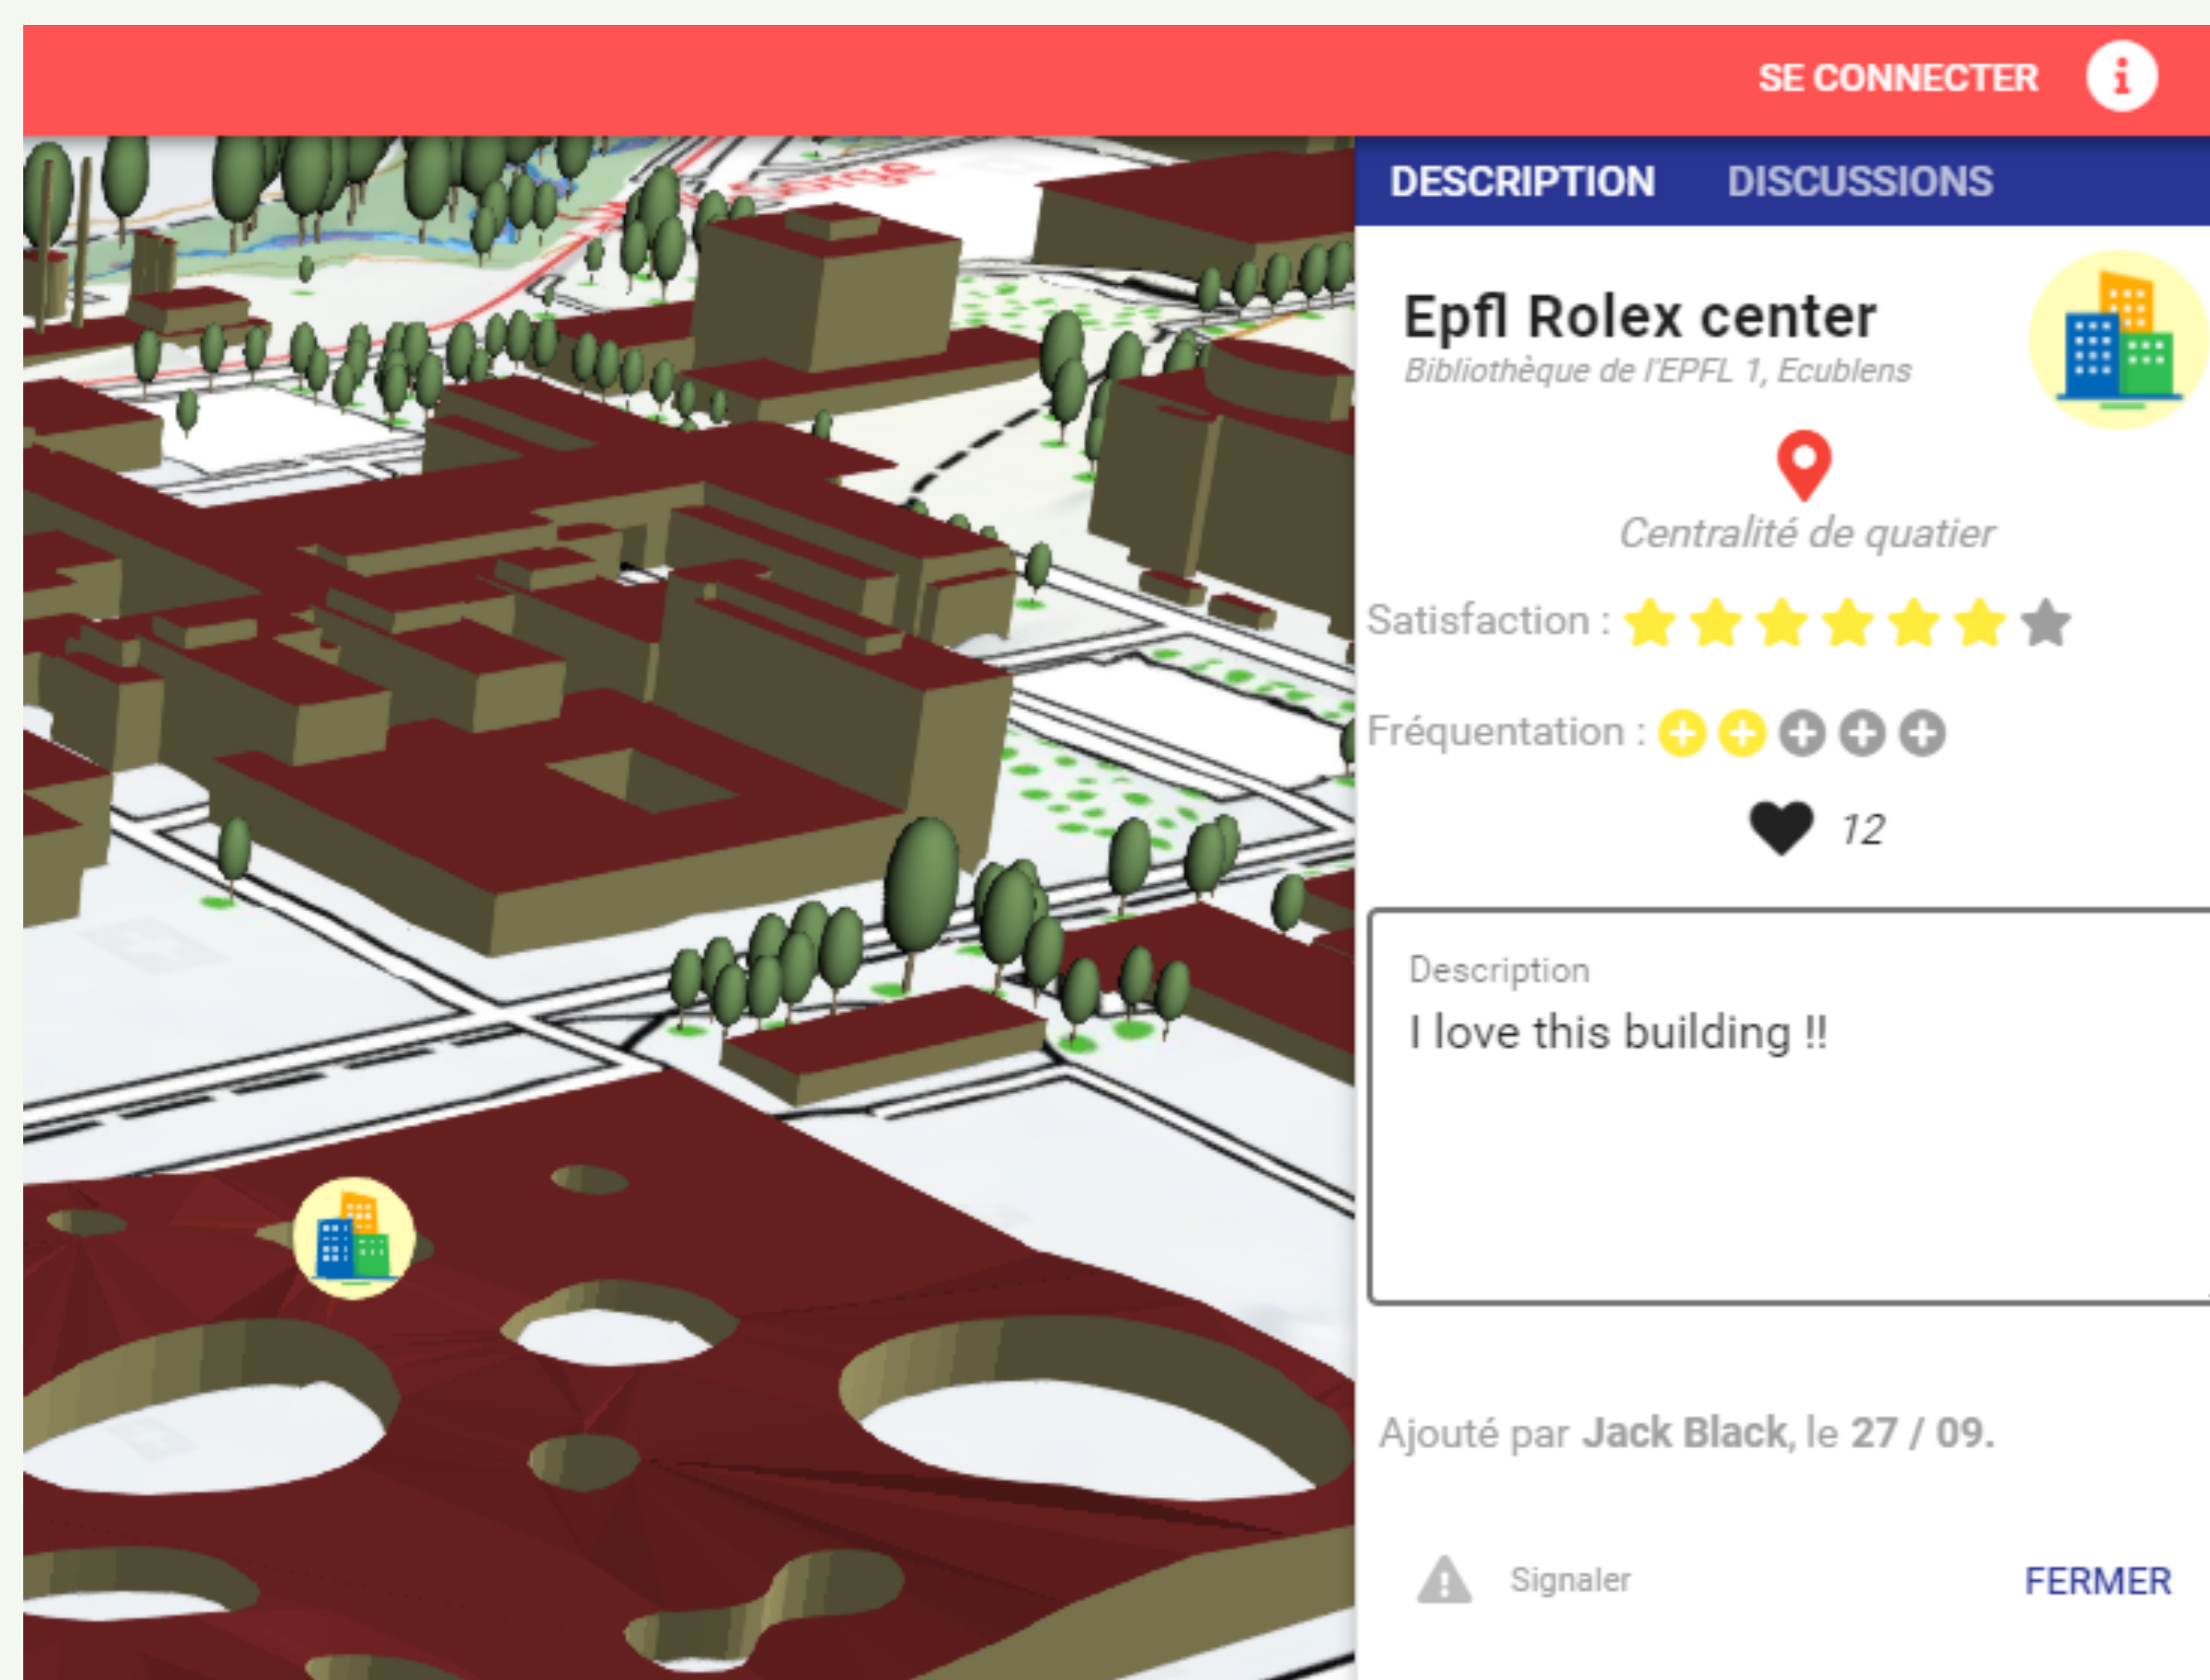 SE CONNECTER
DESCRIPTION DISCUSSIONS
Sorge
Epfl Rolex center
Bibliothèque de l'EPFL 1, Ecublens
Centralité de quatier
Satisfaction :
Fréquentation :
12
Description
I love this building !!
Ajouté par Jack Black, le 27 / 09.
Signaler
FERMER